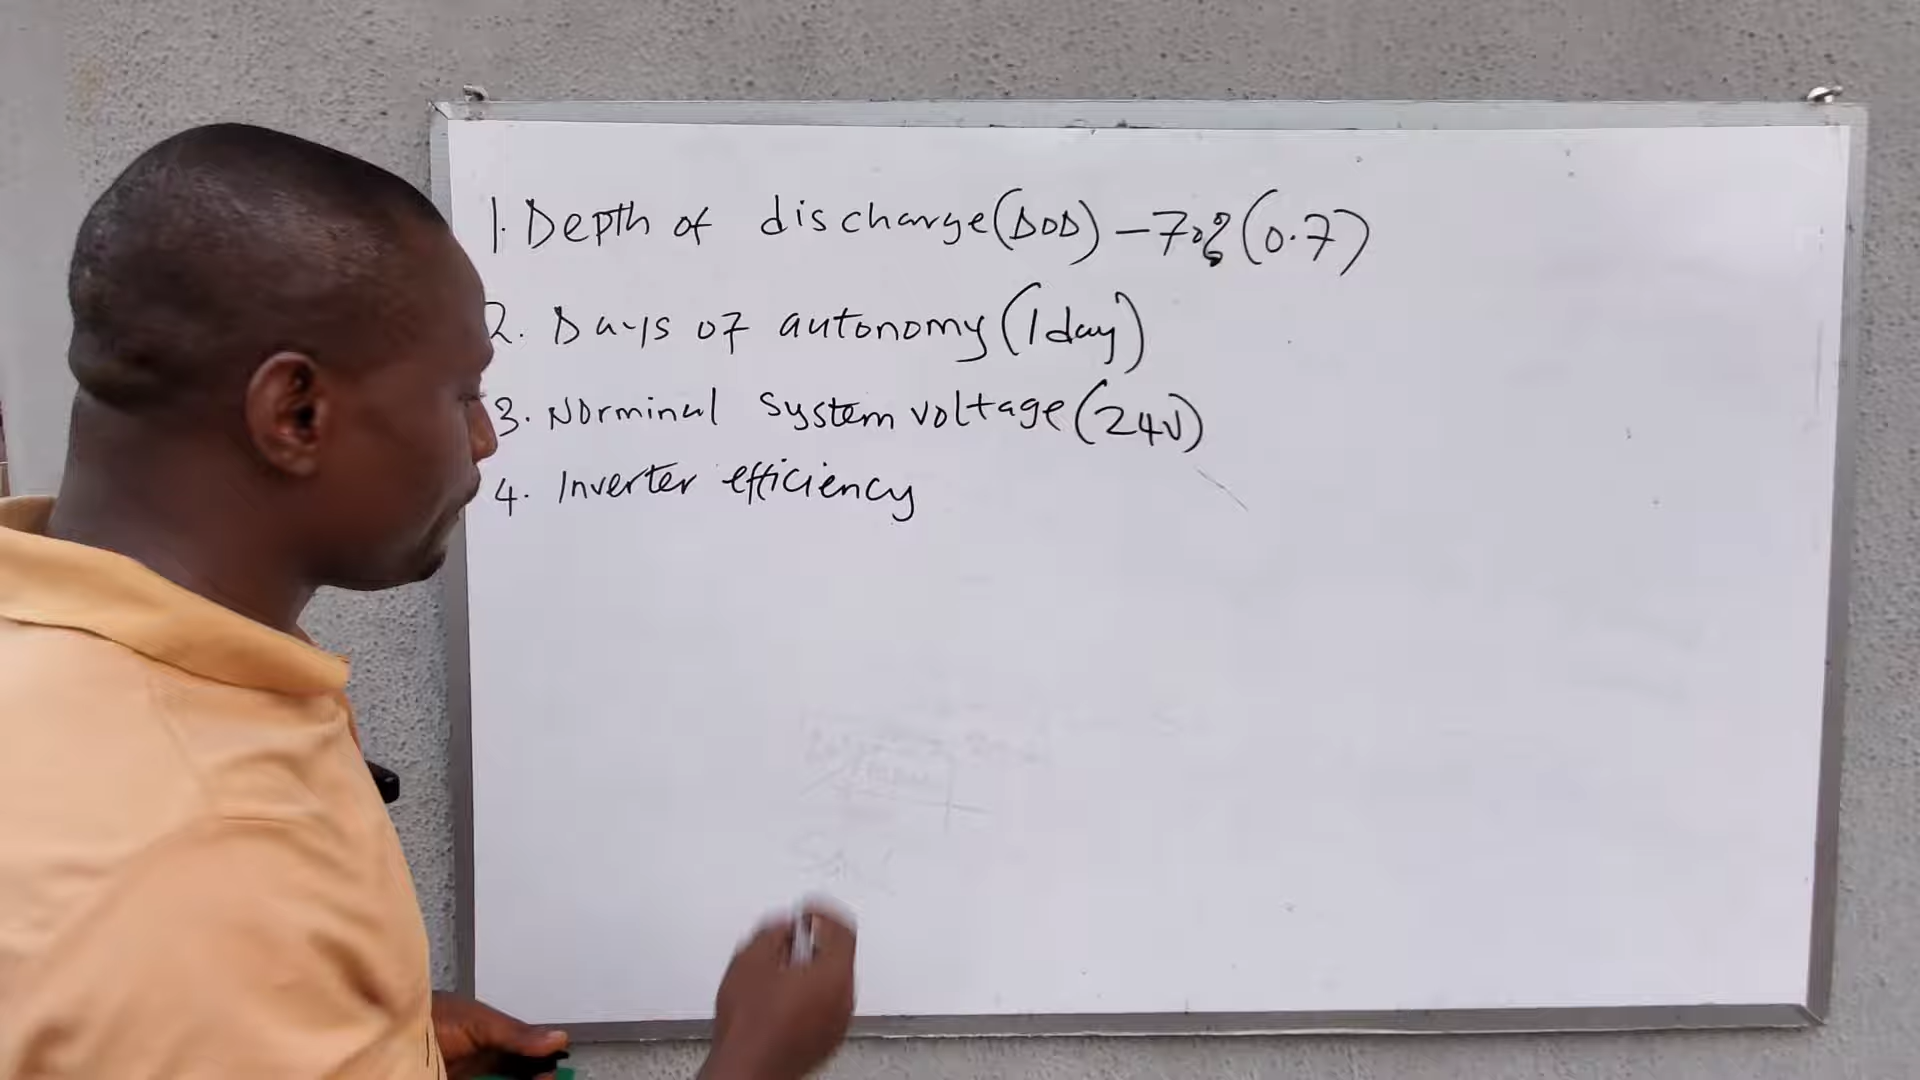 1. Depth of discharge (DOD) - 70% (0.7)
2. Days of autonomy (1day)
3. Norminal system voltage (24V)
4. Inverter efficiency